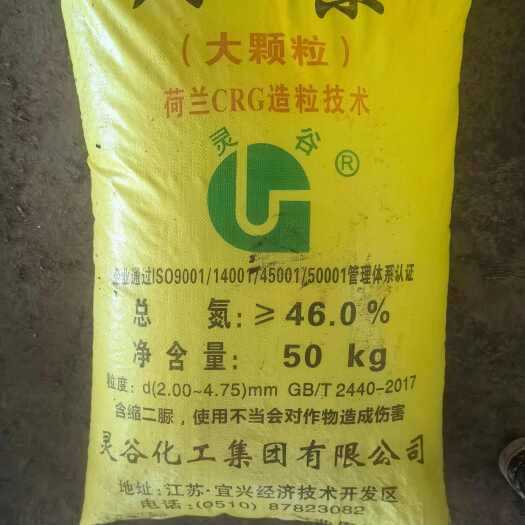 （大颗粒）
荷兰CRG造粒技术
灵谷
®
企业通过ISO9001/14001/45001/50001管理体系认证
总 氮：≥46.0%
净含量： 50 kg
粒度：d(2.00~4.75)mm GB/T 2440-2017
含缩二脲，使用不当会对作物造成伤害
灵谷化工集团有限公司
地址：江苏·宜兴经济技术开发区
电话：(0510) 87823082